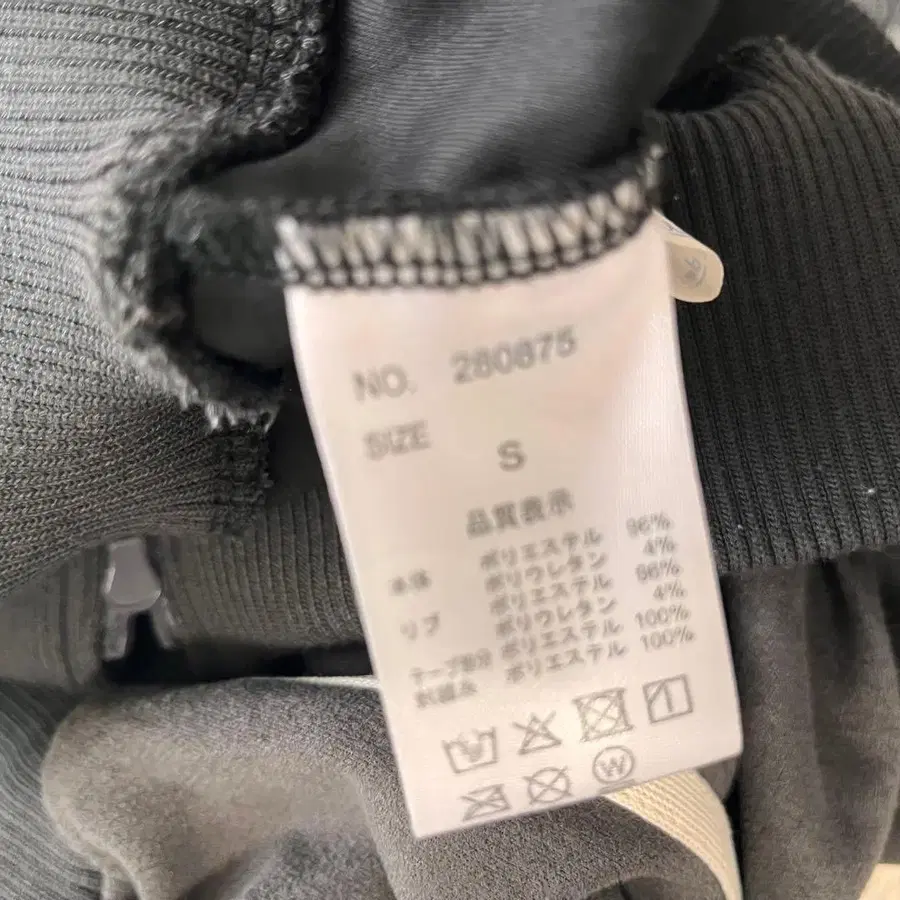 NO. 280875
SIZE
S
品質表示
本体 ポリエステル 96%
ポリウレタン 4%
リブ ポリエステル 96%
ポリウレタン 4%
テープ部分 ポリエステル 100%
刺繍糸 ポリエステル 100%
W